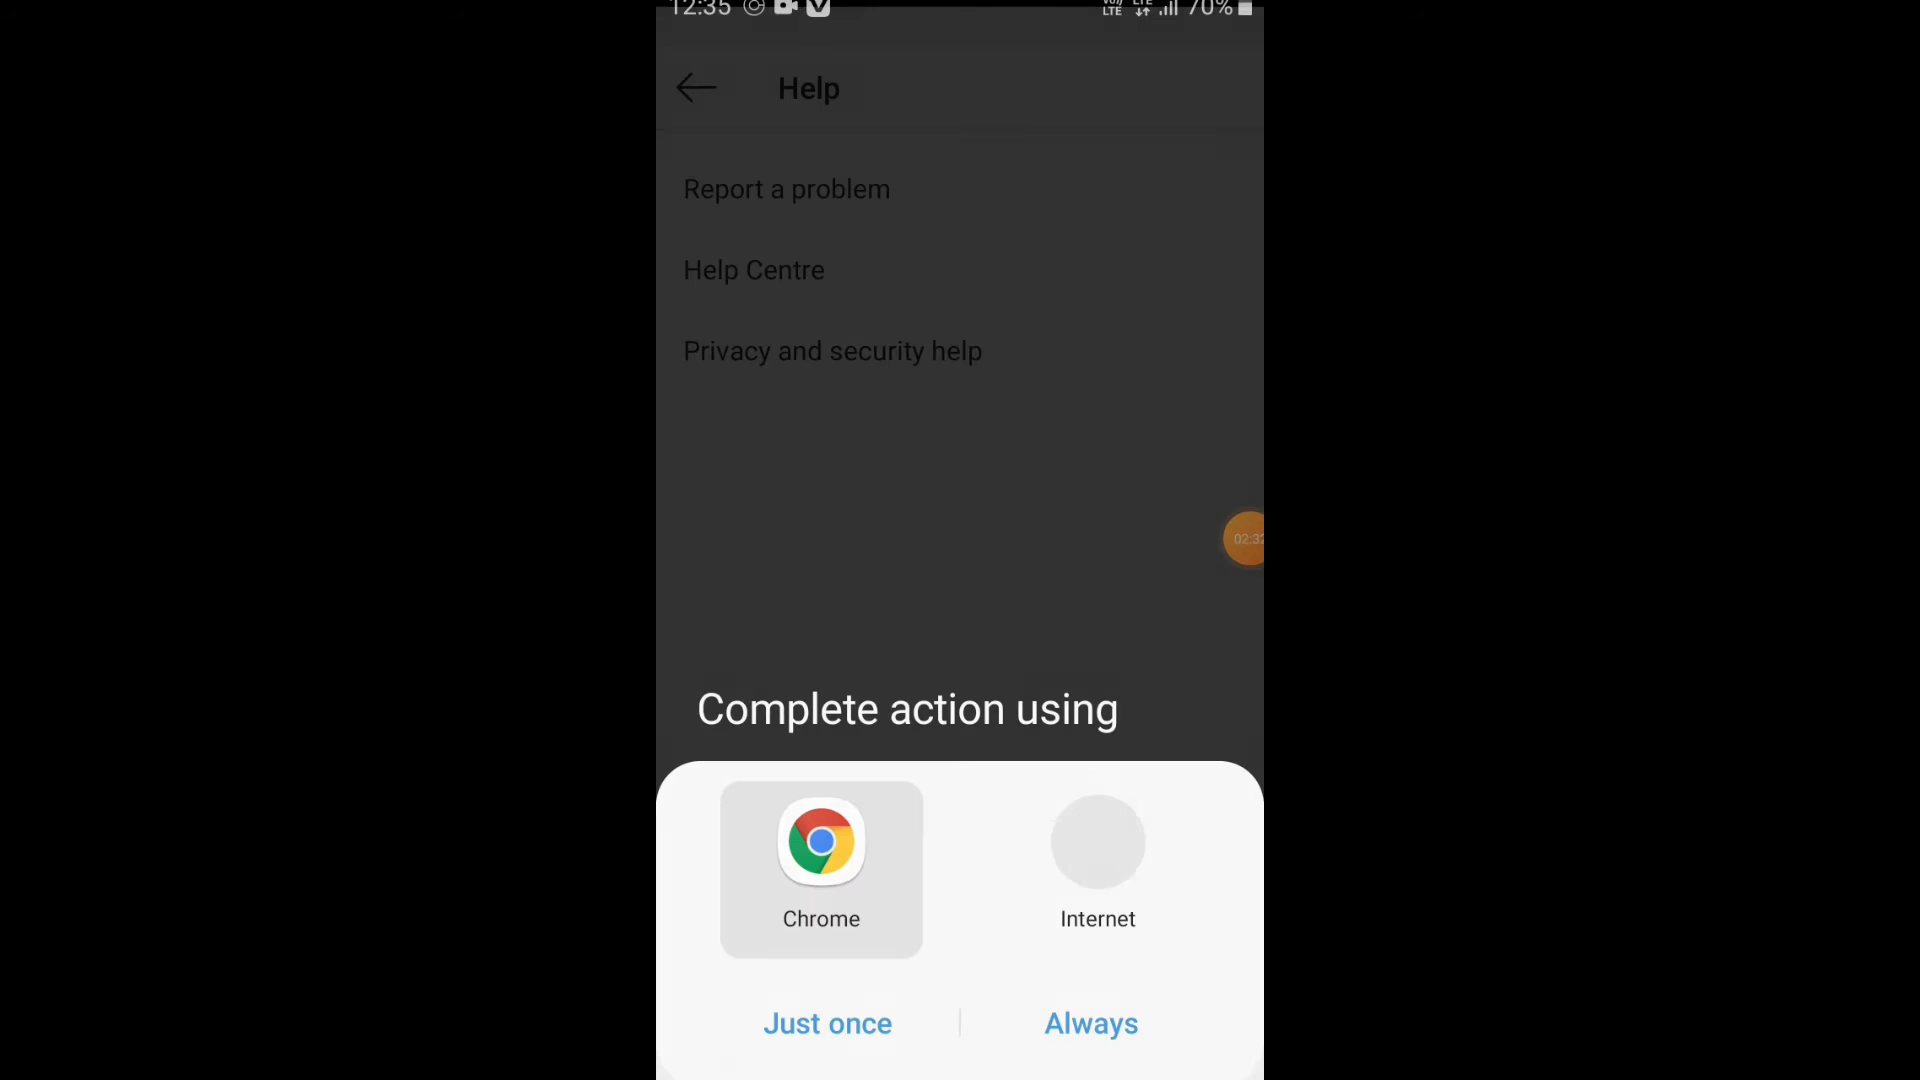 12:35 70%
Help
Report a problem
Help Centre
Privacy and security help
Complete action using
Chrome
Internet
Just once
Always